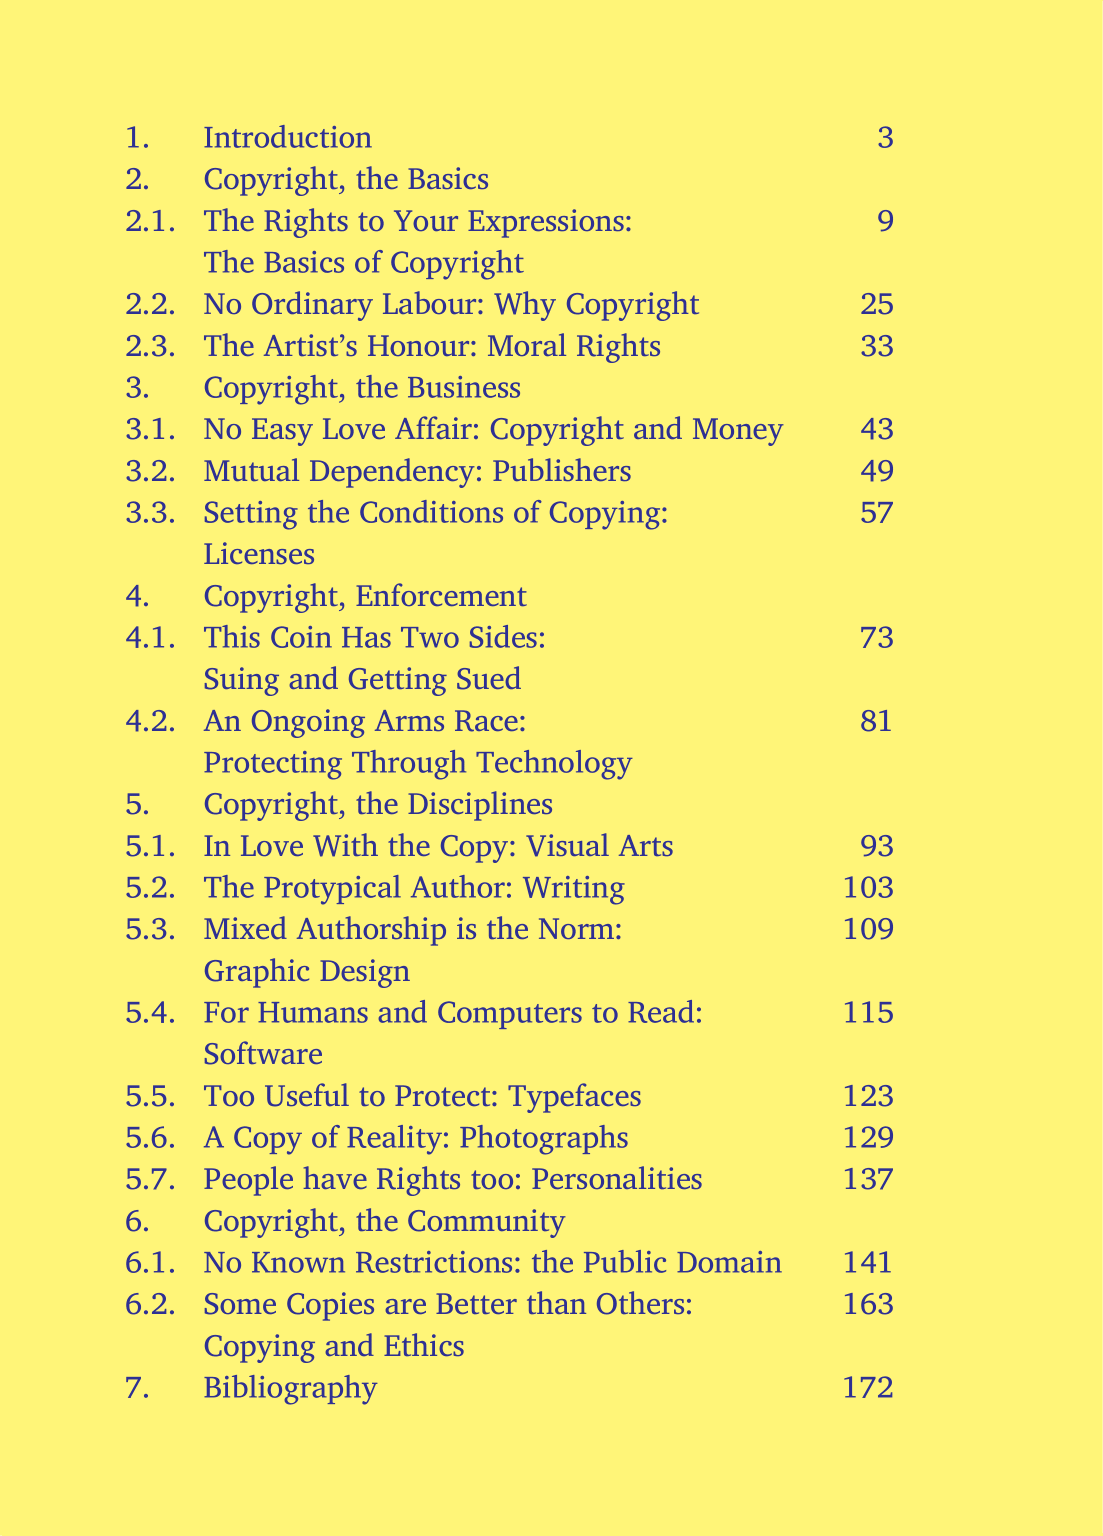 1. Introduction 3
2. Copyright, the Basics
2.1. The Rights to Your Expressions: 9
The Basics of Copyright
2.2. No Ordinary Labour: Why Copyright 25
2.3. The Artist’s Honour: Moral Rights 33
3. Copyright, the Business
3.1. No Easy Love Affair: Copyright and Money 43
3.2. Mutual Dependency: Publishers 49
3.3. Setting the Conditions of Copying: 57
Licenses
4. Copyright, Enforcement
4.1. This Coin Has Two Sides: 73
Suing and Getting Sued
4.2. An Ongoing Arms Race: 81
Protecting Through Technology
5. Copyright, the Disciplines
5.1. In Love With the Copy: Visual Arts 93
5.2. The Protypical Author: Writing 103
5.3. Mixed Authorship is the Norm: 109
Graphic Design
5.4. For Humans and Computers to Read: 115
Software
5.5. Too Useful to Protect: Typefaces 123
5.6. A Copy of Reality: Photographs 129
5.7. People have Rights too: Personalities 137
6. Copyright, the Community
6.1. No Known Restrictions: the Public Domain 141
6.2. Some Copies are Better than Others: 163
Copying and Ethics
7. Bibliography 172